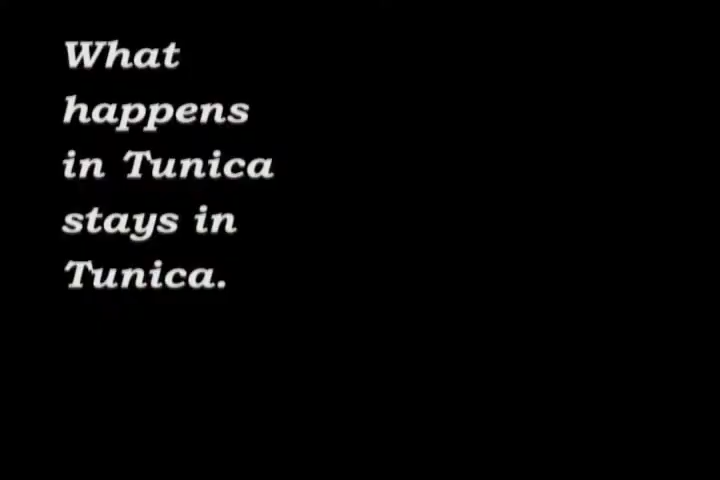 What
happens
in Tunica
stays in
Tunica.